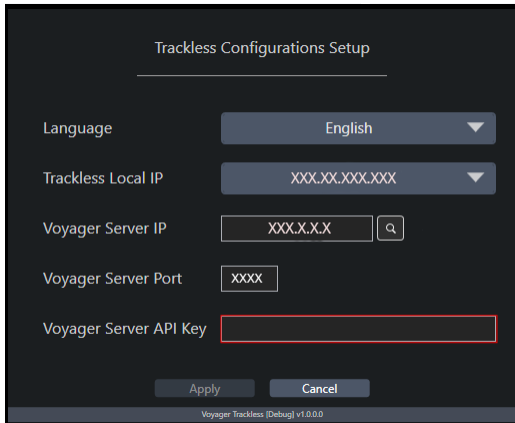 Trackless Configurations Setup
Language English
Trackless Local IP XXX.XX.XXX.XXX
Voyager Server IP XXX.X.X.X
Voyager Server Port XXXX
Voyager Server API Key
Apply Cancel
Voyager Trackless [Debug] v1.0.0.0